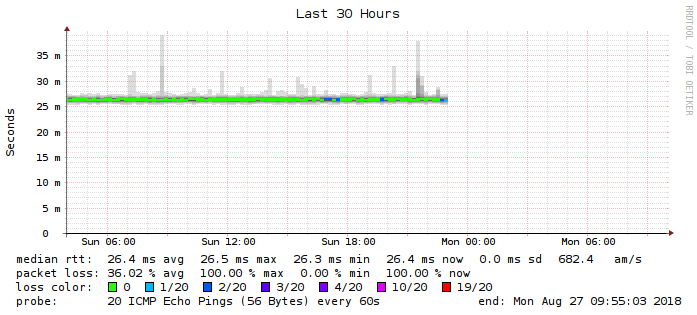 Last 30 Hours
RRDTOOL / TOBI OETIKER
Seconds
35 m
30 m
25 m
20 m
15 m
10 m
5 m
0
Sun 06:00 Sun 12:00 Sun 18:00 Mon 00:00 Mon 06:00
median rtt: 26.4 ms avg 26.5 ms max 26.3 ms min 26.4 ms now 0.0 ms sd 682.4 am/s
packet loss: 36.02 % avg 100.00 % max 0.00 % min 100.00 % now
loss color: 0 1/20 2/20 3/20 4/20 10/20 19/20
probe: 20 ICMP Echo Pings (56 Bytes) every 60s end: Mon Aug 27 09:55:03 2018